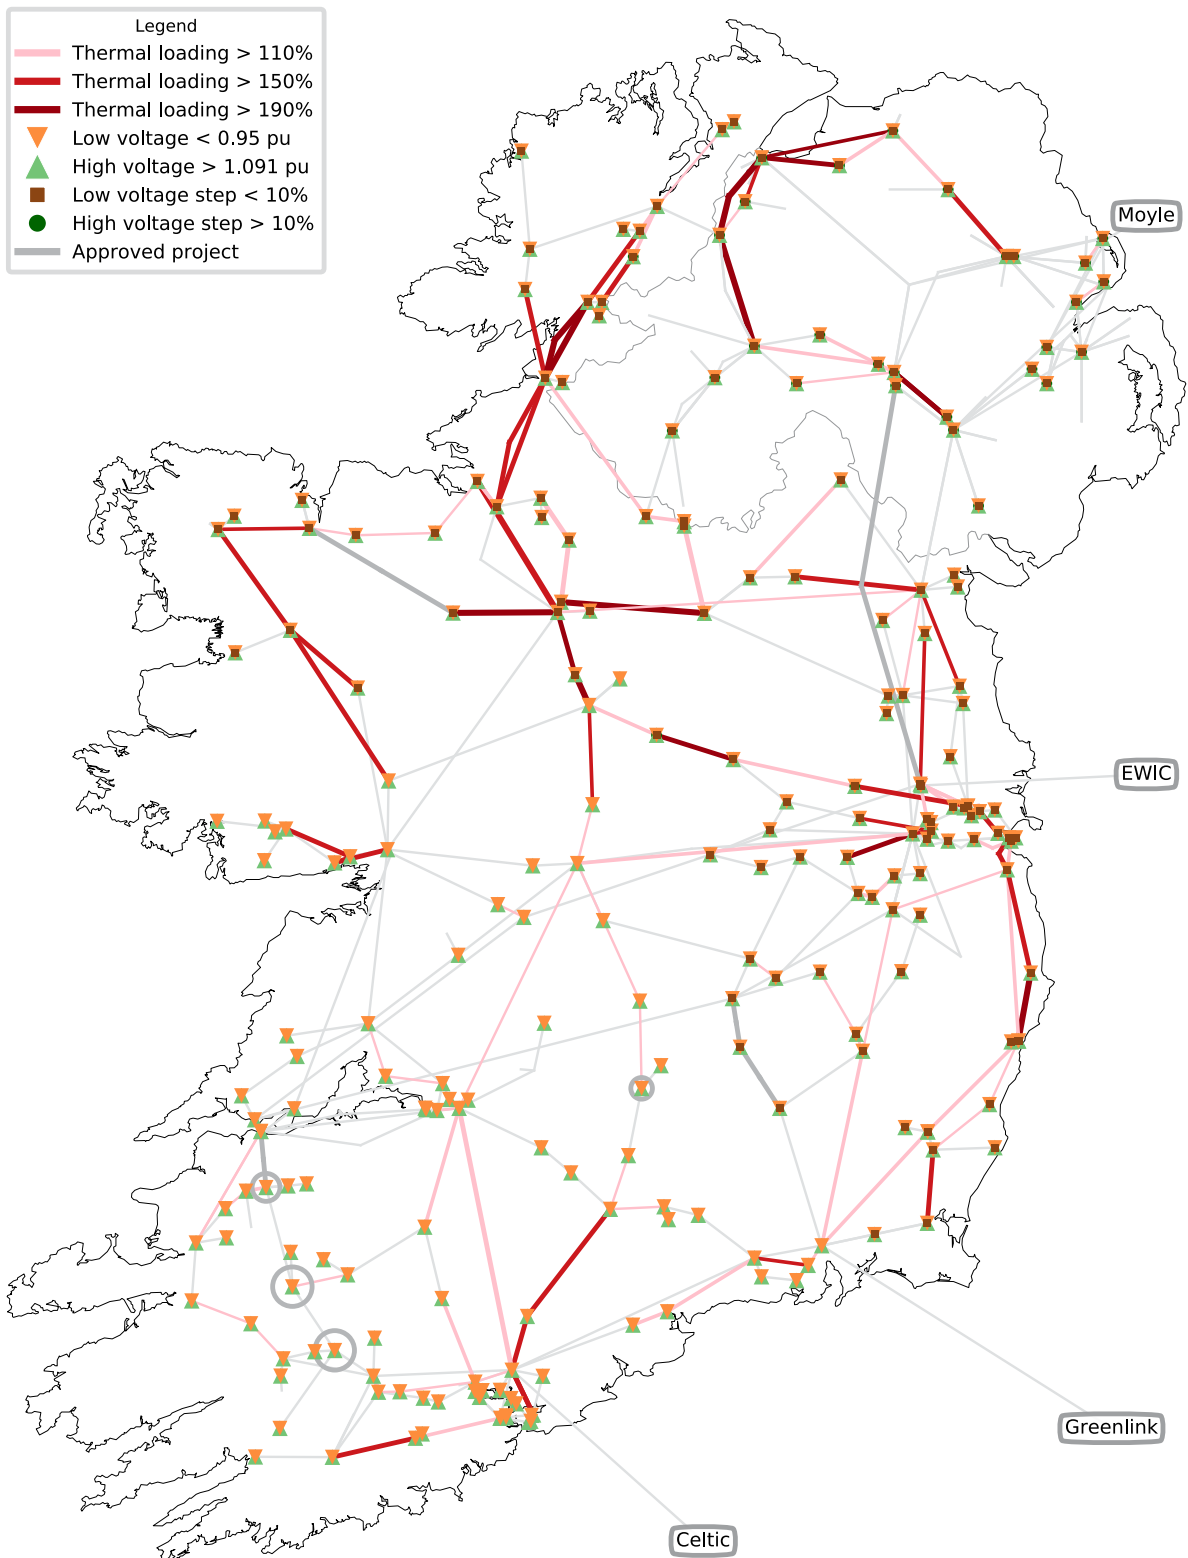 Legend
Thermal loading > 110%
Thermal loading > 150%
Thermal loading > 190%
Low voltage < 0.95 pu
High voltage > 1.091 pu
Low voltage step < 10%
High voltage step > 10%
Approved project
Moyle
EWIC
Greenlink
Celtic